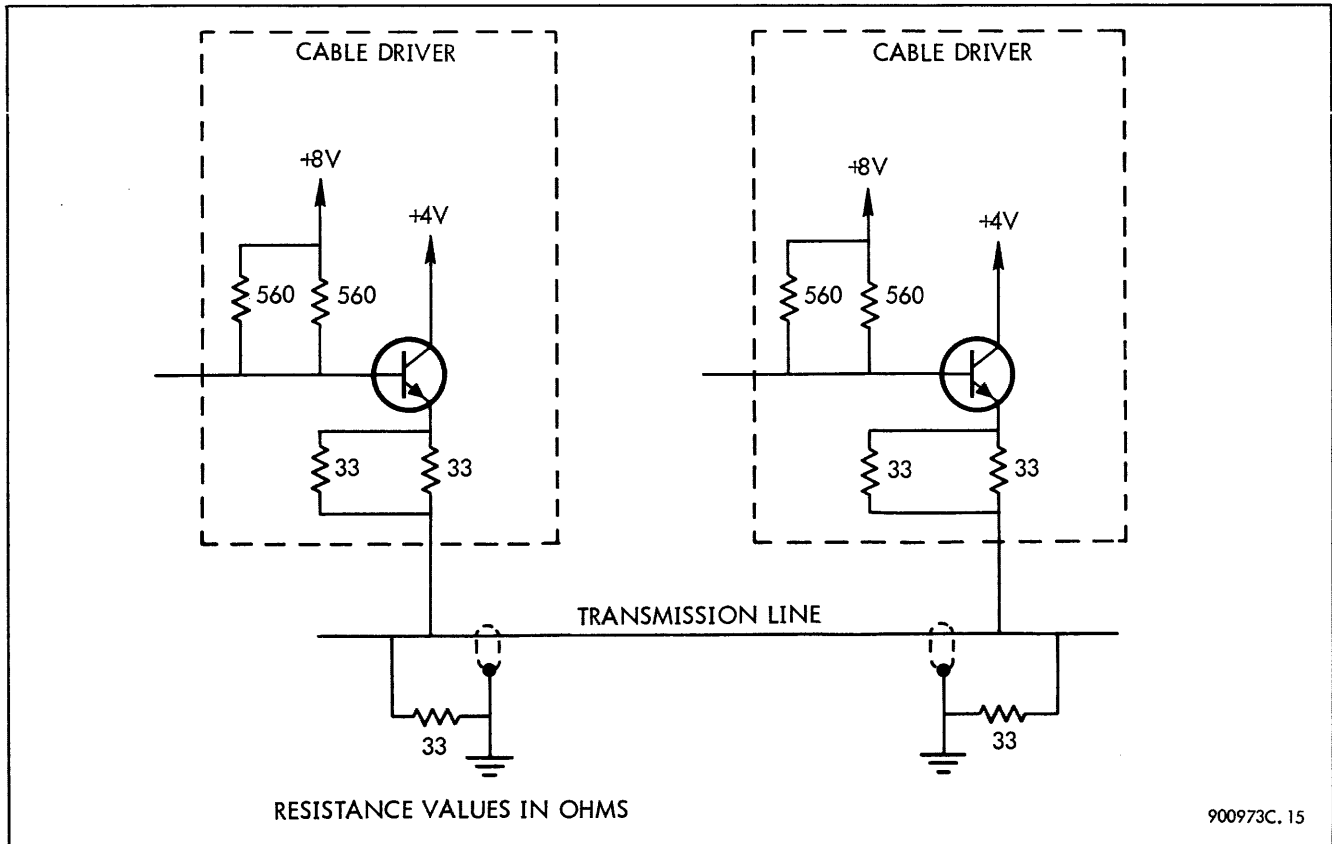 CABLE DRIVER
CABLE DRIVER
+8V
+8V
+4V
+4V
560
560
560
560
33
33
33
33
TRANSMISSION LINE
33
33
RESISTANCE VALUES IN OHMS
900973C. 15